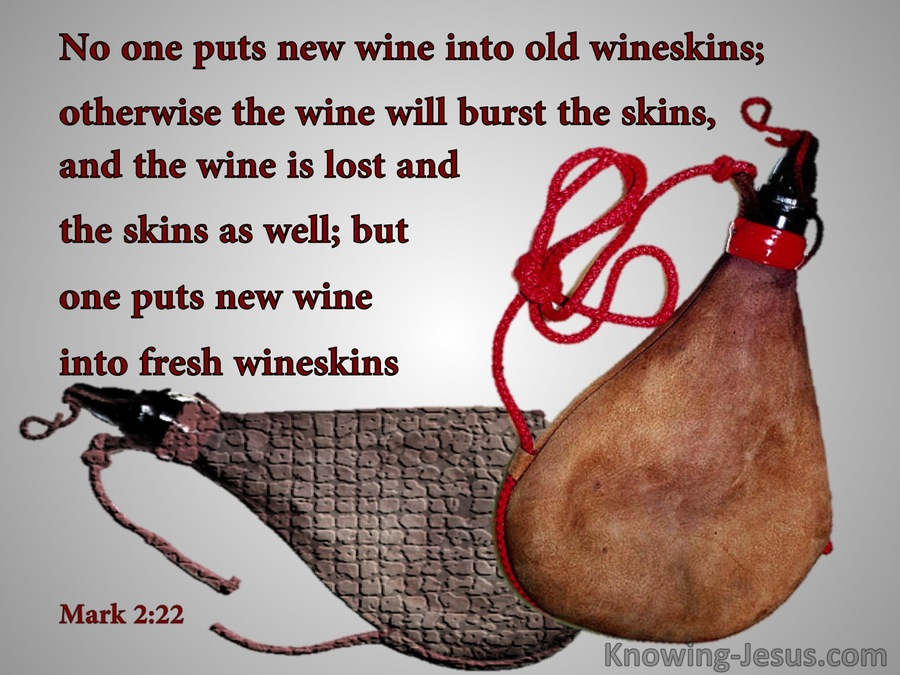 No one puts new wine into old wineskins;
otherwise the wine will burst the skins,
and the wine is lost and
the skins as well; but
one puts new wine
into fresh wineskins
Mark 2:22
Knowing-Jesus.com